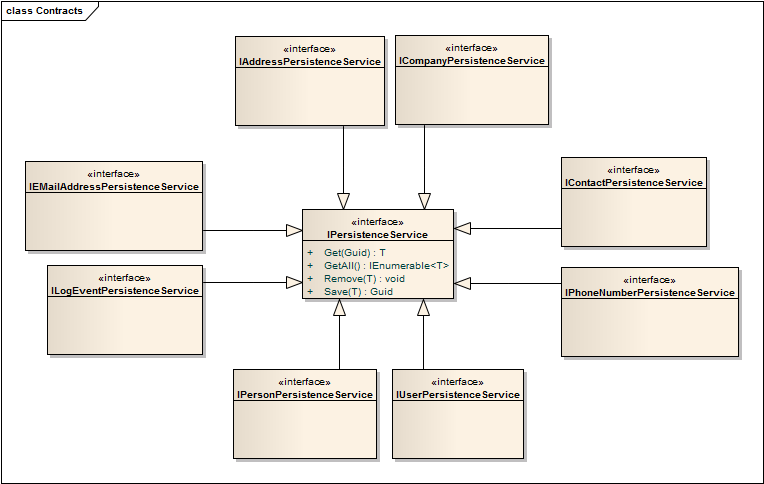 class Contracts
«interface»
IAddressPersistenceService
«interface»
ICompanyPersistenceService
«interface»
IEMailAddressPersistenceService
«interface»
IContactPersistenceService
«interface»
IPersistenceService
+ Get(Guid) : T
+ GetAll() : IEnumerable<T>
+ Remove(T) : void
+ Save(T) : Guid
«interface»
ILogEventPersistenceService
«interface»
IPhoneNumberPersistenceService
«interface»
IPersonPersistenceService
«interface»
IUserPersistenceService